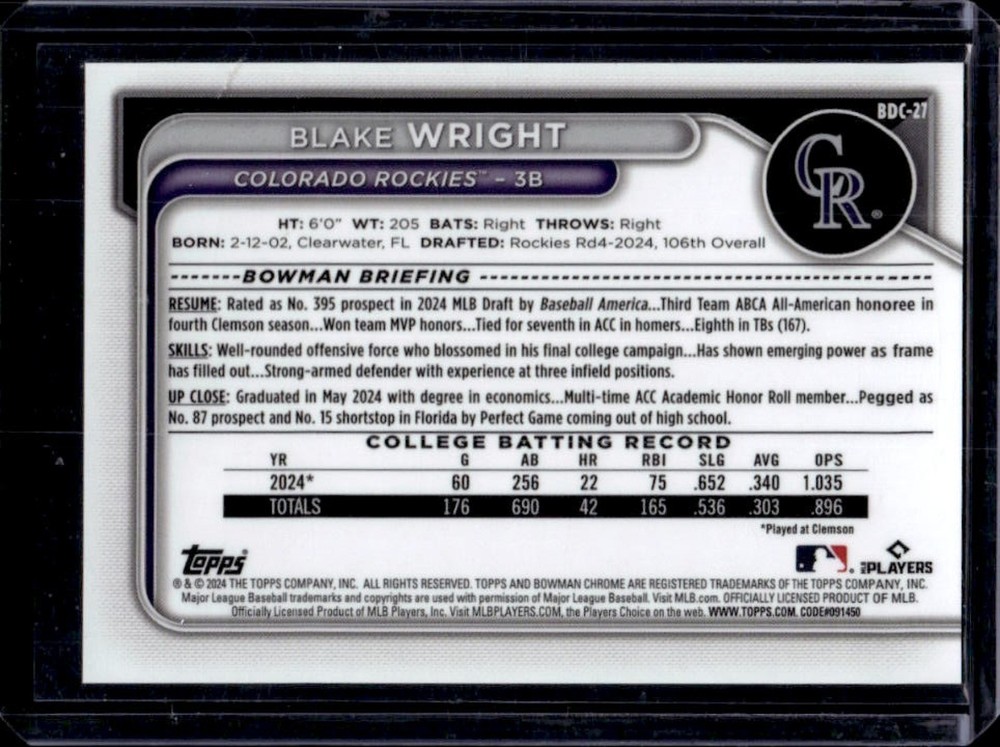 BDC-27
BLAKE WRIGHT
COLORADO ROCKIES™ - 3B
CR®
HT: 6'0" WT: 205 BATS: Right THROWS: Right
BORN: 2-12-02, Clearwater, FL DRAFTED: Rockies Rd4-2024, 106th Overall
BOWMAN BRIEFING
RESUME: Rated as No. 395 prospect in 2024 MLB Draft by Baseball America...Third Team ABCA All-American honoree in
fourth Clemson season...Won team MVP honors...Tied for seventh in ACC in homers...Eighth in TBs (167).
SKILLS: Well-rounded offensive force who blossomed in his final college campaign...Has shown emerging power as frame
has filled out...Strong-armed defender with experience at three infield positions.
UP CLOSE: Graduated in May 2024 with degree in economics...Multi-time ACC Academic Honor Roll member...Pegged as
No. 87 prospect and No. 15 shortstop in Florida by Perfect Game coming out of high school.
COLLEGE BATTING RECORD
YR G AB HR RBI SLG AVG OPS
2024* 60 256 22 75 .652 .340 1.035
TOTALS 176 690 42 165 .536 .303 .896
*Played at Clemson
topps® MLB PLAYERS
® & © 2024 THE TOPPS COMPANY, INC. ALL RIGHTS RESERVED. TOPPS AND BOWMAN CHROME ARE REGISTERED TRADEMARKS OF THE TOPPS COMPANY, INC.
Major League Baseball trademarks and copyrights are used with permission of Major League Baseball. Visit MLB.com. OFFICIALLY LICENSED PRODUCT OF MLB.
Officially Licensed Product of MLB Players, Inc. Visit MLBPLAYERS.COM, the Players Choice on the web. WWW.TOPPS.COM. CODE#091450